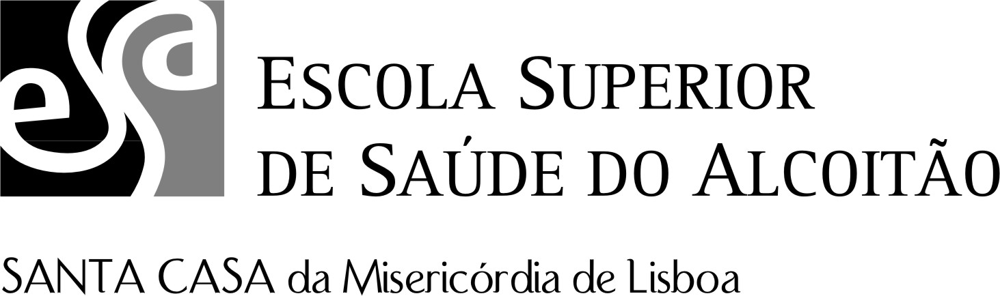 esa
ESCOLA SUPERIOR
DE SAÚDE DO ALCOITÃO
SANTA CASA da Misericórdia de Lisboa